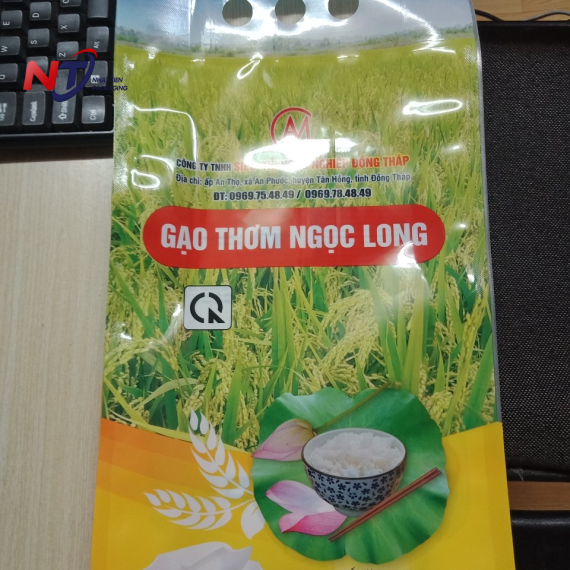 NT
CÔNG TY TNHH ĐỒNG THÁP
Địa chỉ: ấp An Thọ, xã An Phước, huyện Tân Hồng, tỉnh Đồng Tháp
ĐT: 0969.75.48.49 / 0969.78.48.49
GẠO THƠM NGỌC LONG